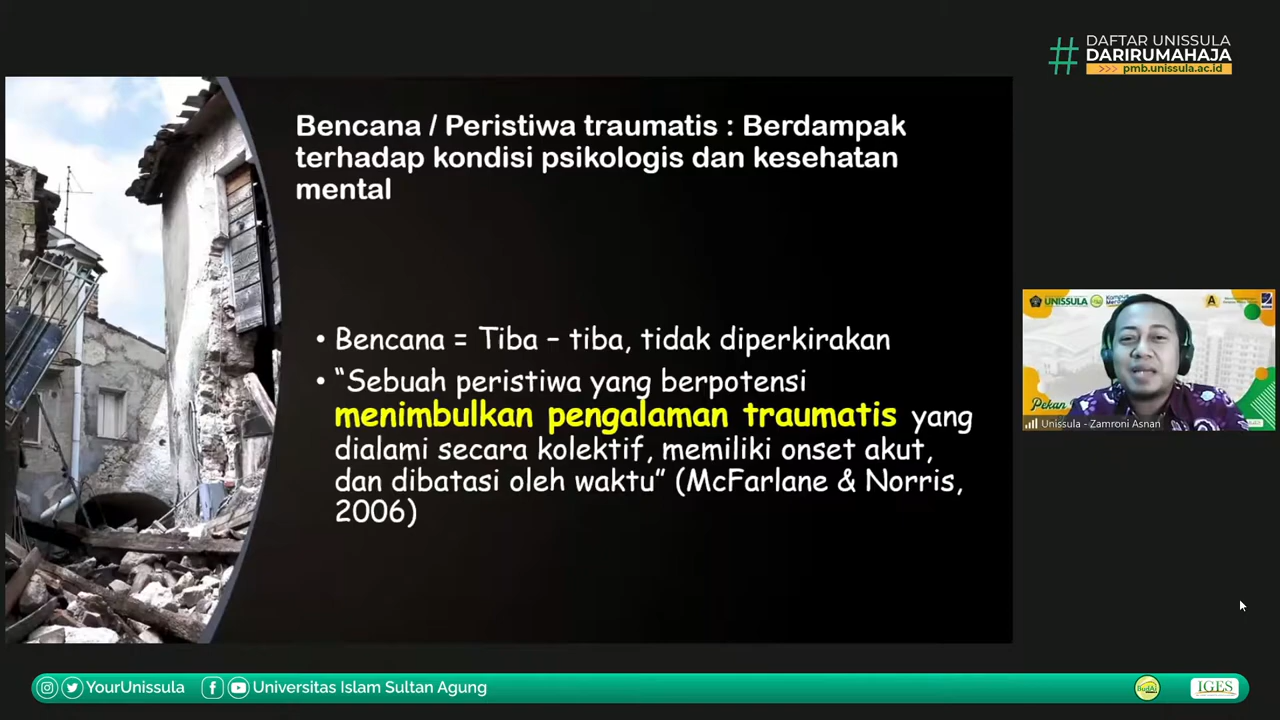 # DAFTAR UNISSULA
DARIRUMAHAJA
>>> pmb.unissula.ac.id
Bencana / Peristiwa traumatis : Berdampak
terhadap kondisi psikologis dan kesehatan
mental
• Bencana = Tiba – tiba, tidak diperkirakan
• “Sebuah peristiwa yang berpotensi
menimbulkan pengalaman traumatis yang
dialami secara kolektif, memiliki onset akut,
dan dibatasi oleh waktu” (McFarlane & Norris,
2006)
UNISSULA
A
Pekan
Unissula - Zamroni Asnan
YourUnissula
Universitas Islam Sultan Agung
BudAi
IGES